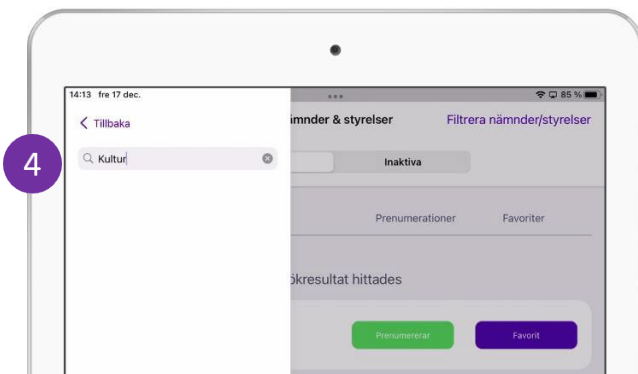 14:13 fre 17 dec.
85 %
Tillbaka
ämnder & styrelser
Filtrera nämnder/styrelser
4
Kultur
Inaktiva
Prenumerationer
Favoriter
ökresultat hittades
Prenumererar
Favorit